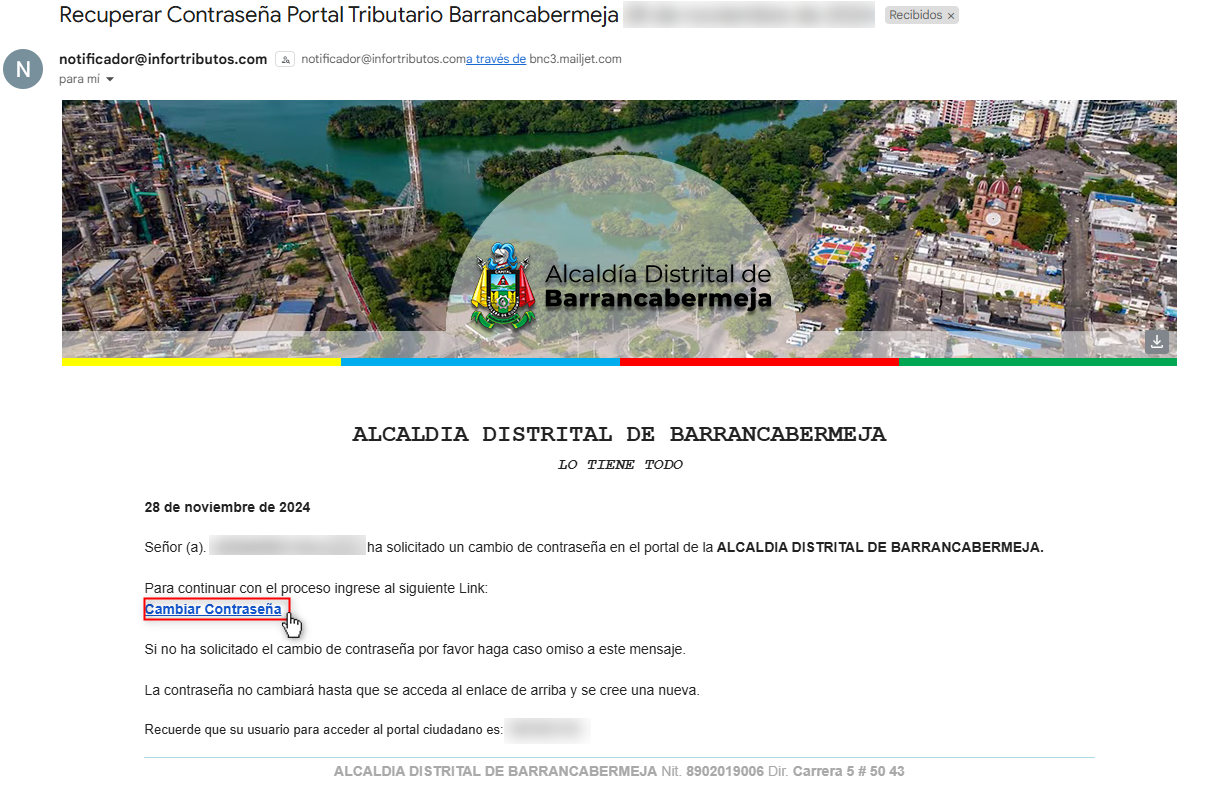 Recuperar Contraseña Portal Tributario Barrancabermeja
Recibidos ×
N
notificador@infortributos.com notificador@infortributos.coma través de bnc3.mailjet.com
para mí
CAPITAL
Alcaldía Distrital de
Barrancabermeja
ALCALDIA DISTRITAL DE BARRANCABERMEJA
LO TIENE TODO
28 de noviembre de 2024
Señor (a). ha solicitado un cambio de contraseña en el portal de la ALCALDIA DISTRITAL DE BARRANCABERMEJA.
Para continuar con el proceso ingrese al siguiente Link:
Cambiar Contraseña
Si no ha solicitado el cambio de contraseña por favor haga caso omiso a este mensaje.
La contraseña no cambiará hasta que se acceda al enlace de arriba y se cree una nueva.
Recuerde que su usuario para acceder al portal ciudadano es:
ALCALDIA DISTRITAL DE BARRANCABERMEJA Nit. 8902019006 Dir. Carrera 5 # 50 43